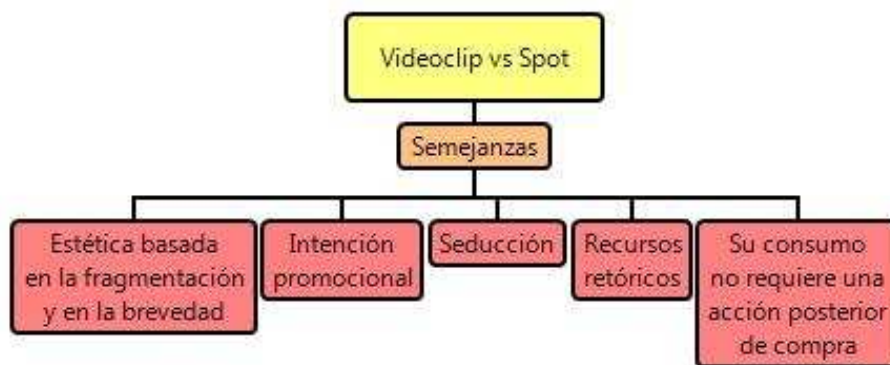 Videoclip vs Spot
Semejanzas
Estética basada
en la fragmentación
y en la brevedad
Intención
promocional
Seducción
Recursos
retóricos
Su consumo
no requiere una
acción posterior
de compra